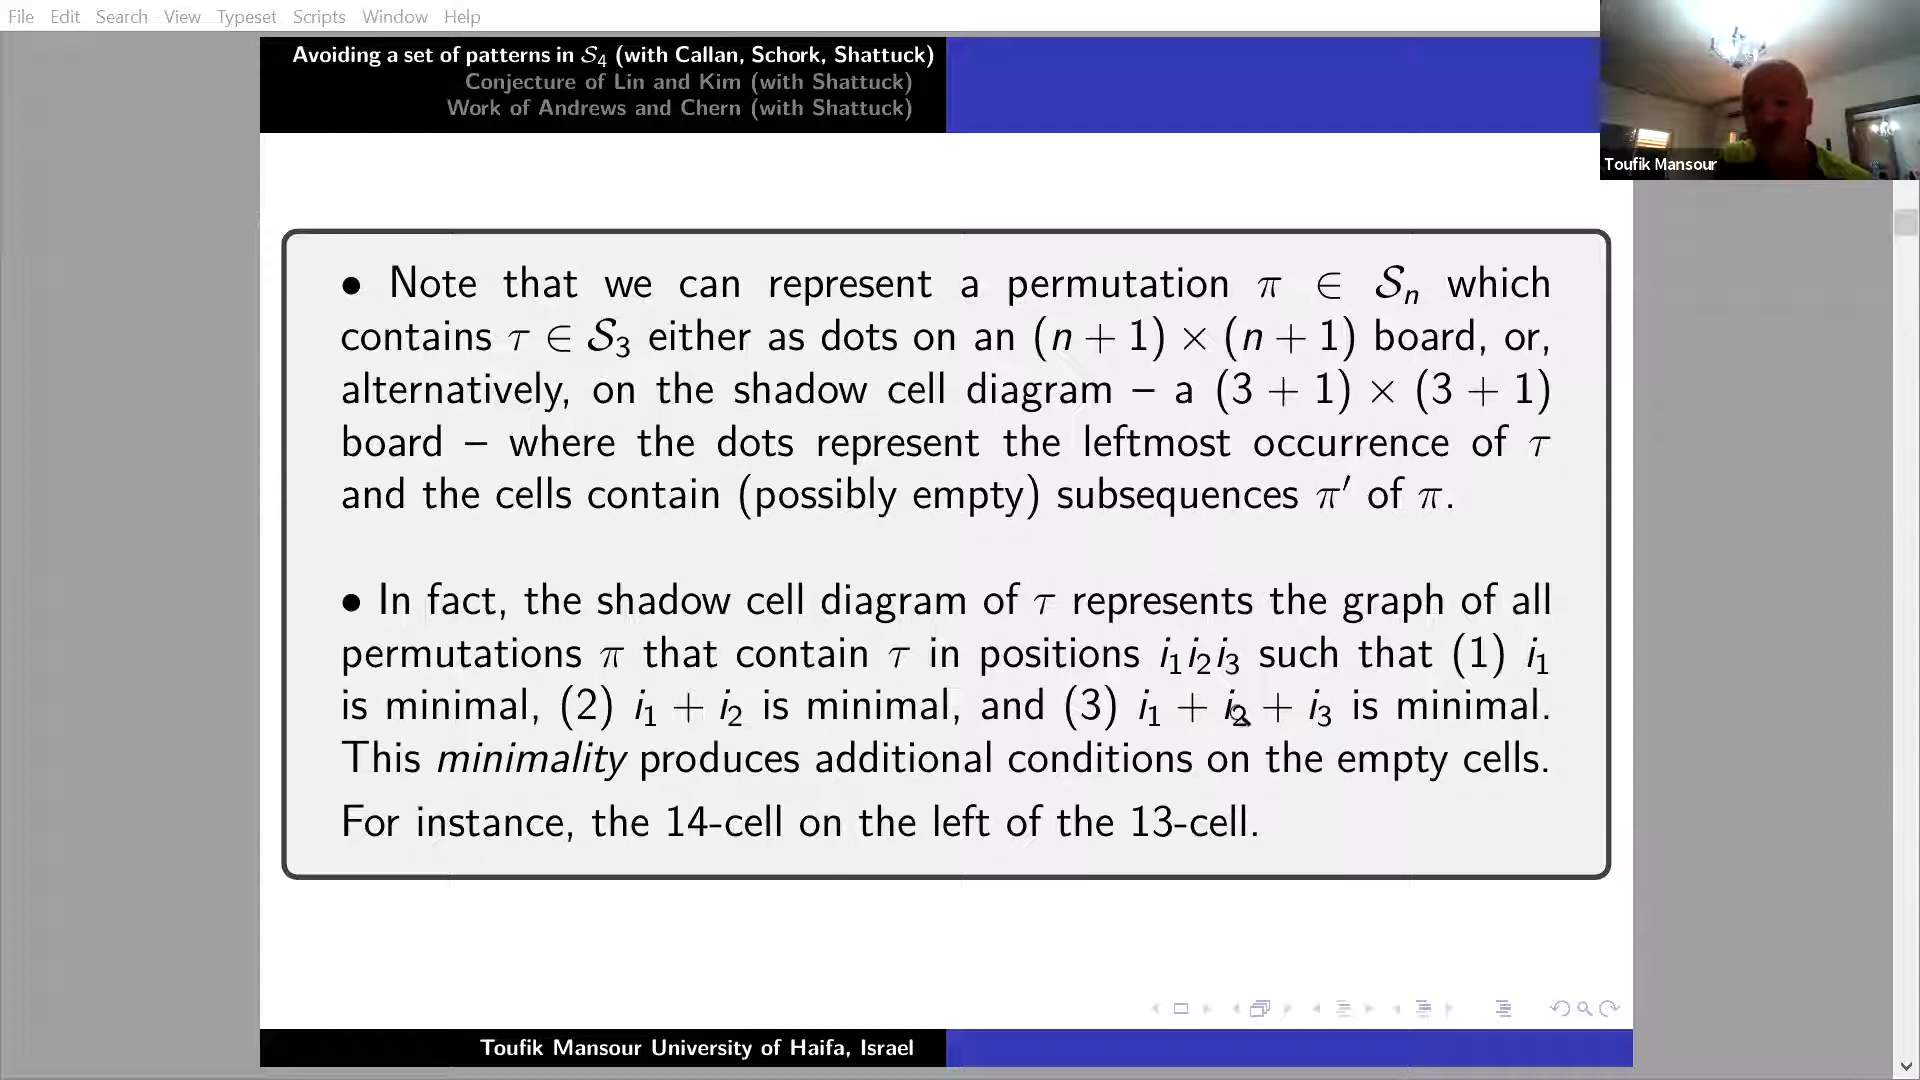 File Edit Search View Typeset Scripts Window Help
Avoiding a set of patterns in 𝒮₄ (with Callan, Schork, Shattuck)
Conjecture of Lin and Kim (with Shattuck)
Work of Andrews and Chern (with Shattuck)
Toufik Mansour
• Note that we can represent a permutation π ∈ 𝒮ₙ which
contains τ ∈ 𝒮₃ either as dots on an (n + 1) × (n + 1) board, or,
alternatively, on the shadow cell diagram – a (3 + 1) × (3 + 1)
board – where the dots represent the leftmost occurrence of τ
and the cells contain (possibly empty) subsequences π′ of π.
• In fact, the shadow cell diagram of τ represents the graph of all
permutations π that contain τ in positions i₁i₂i₃ such that (1) i₁
is minimal, (2) i₁ + i₂ is minimal, and (3) i₁ + i₂ + i₃ is minimal.
This minimality produces additional conditions on the empty cells.
For instance, the 14-cell on the left of the 13-cell.
Toufik Mansour University of Haifa, Israel